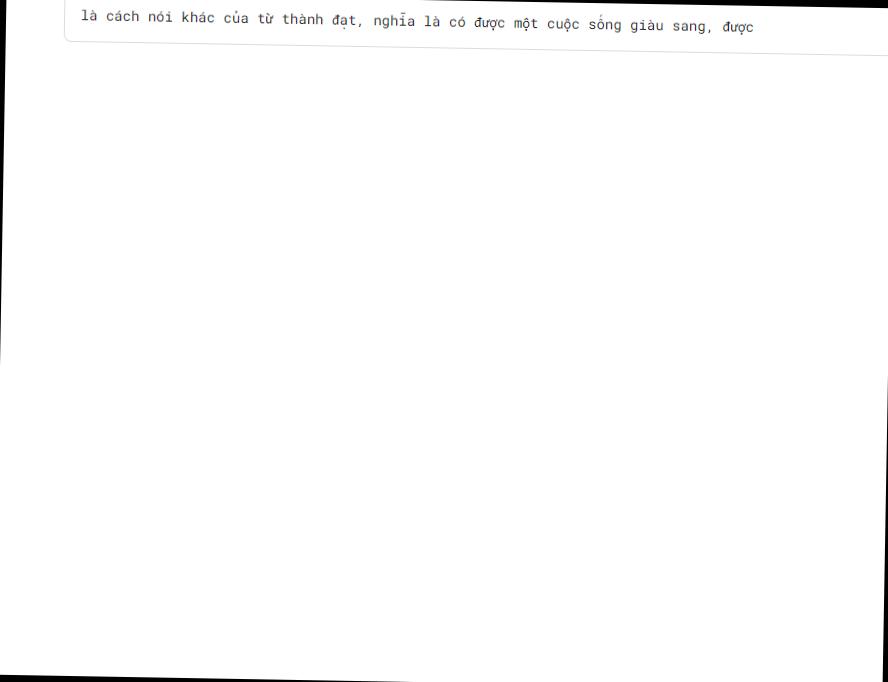 là cách nói khác của từ thành đạt, nghĩa là có được một cuộc sống giàu sang, được